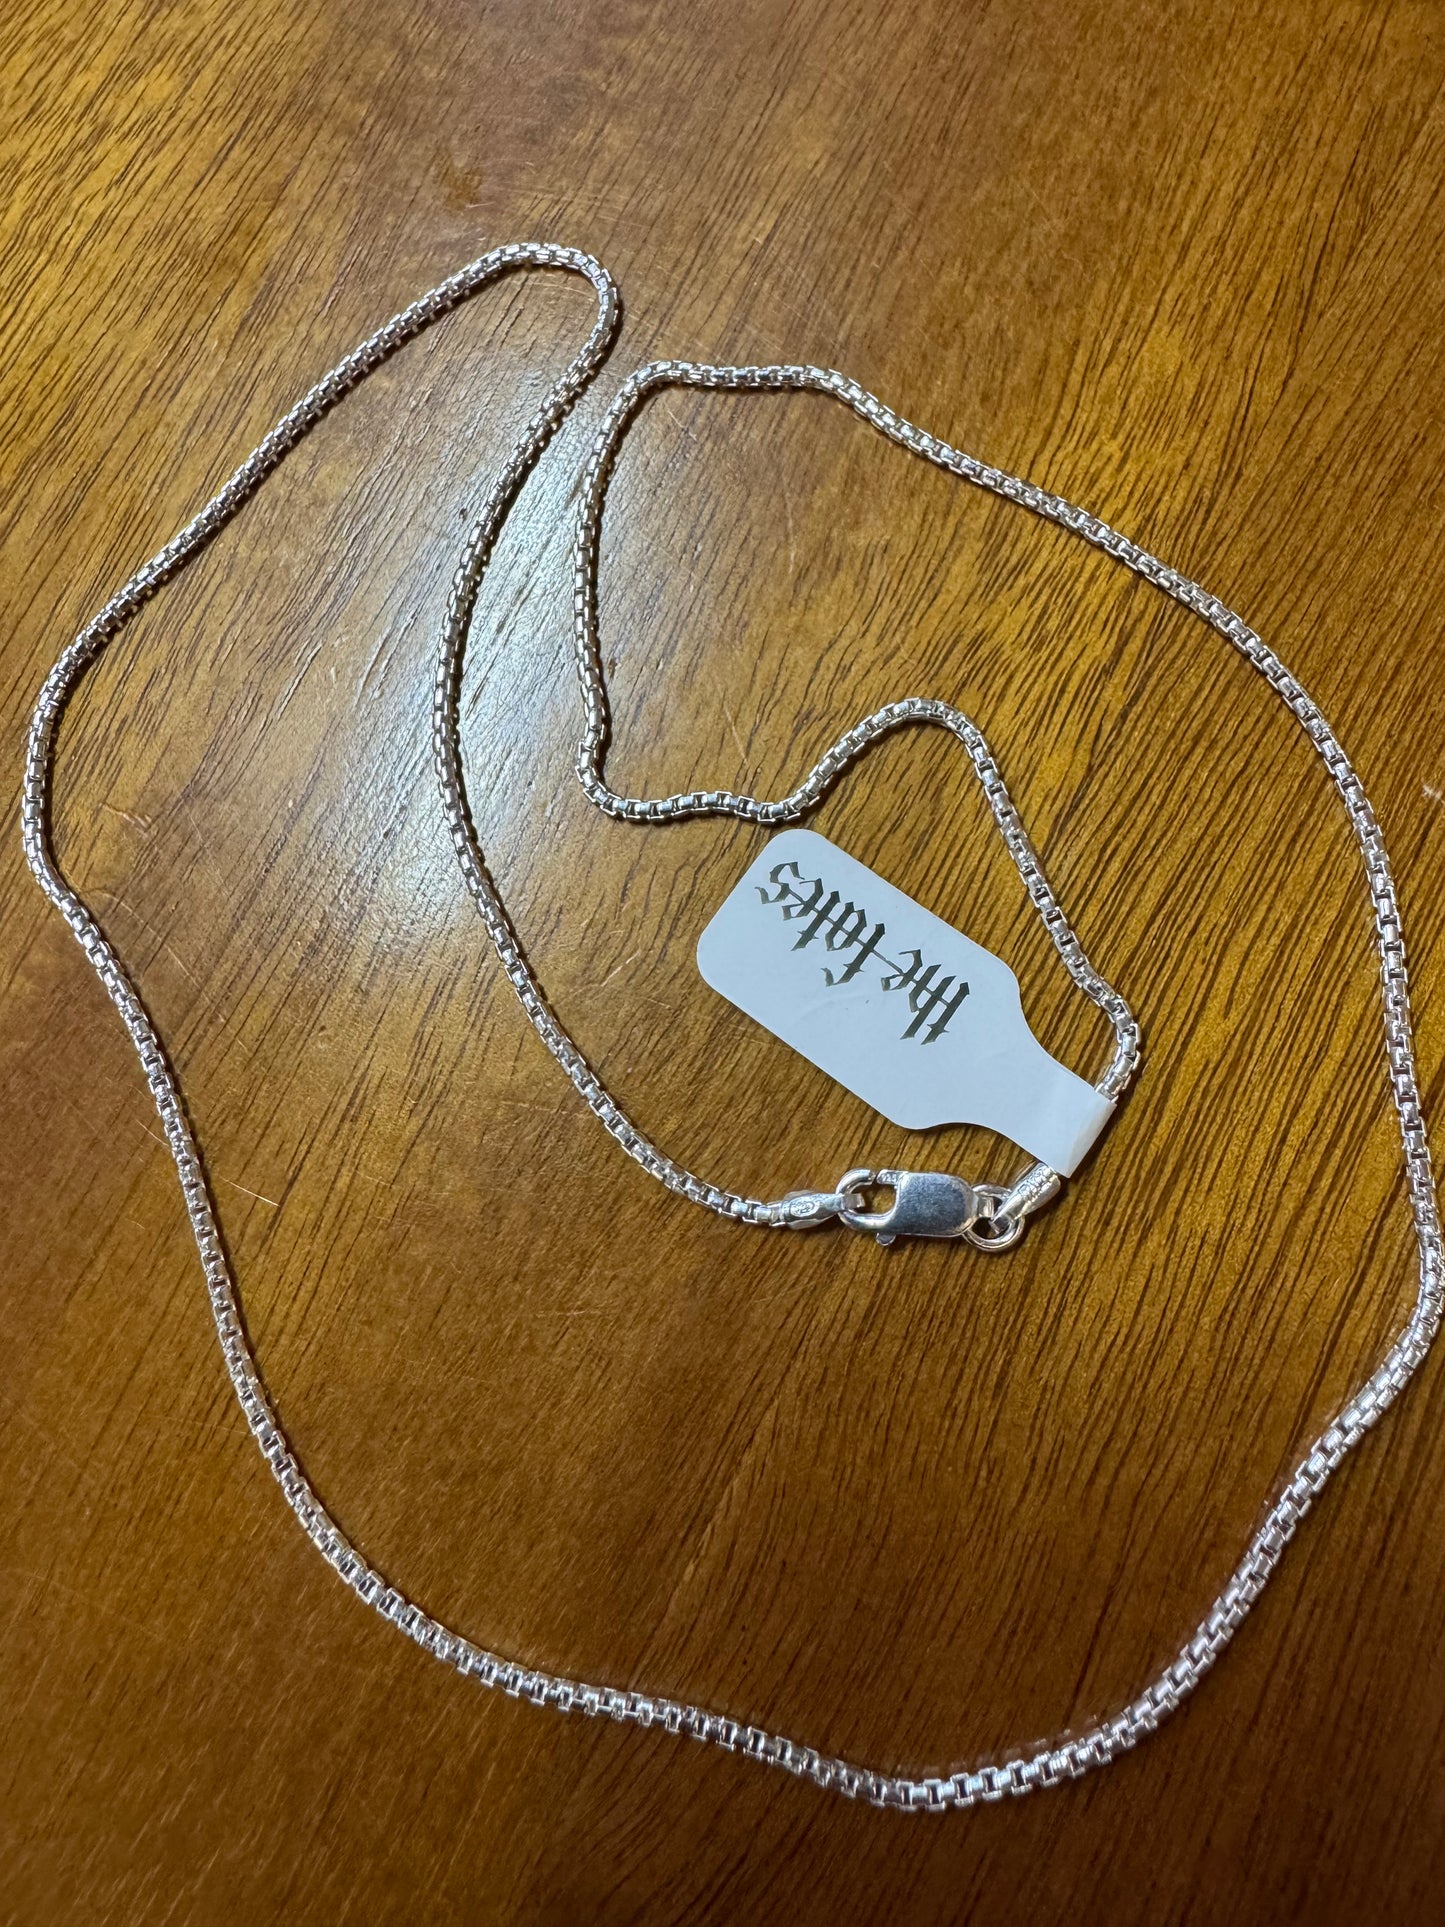 the fates